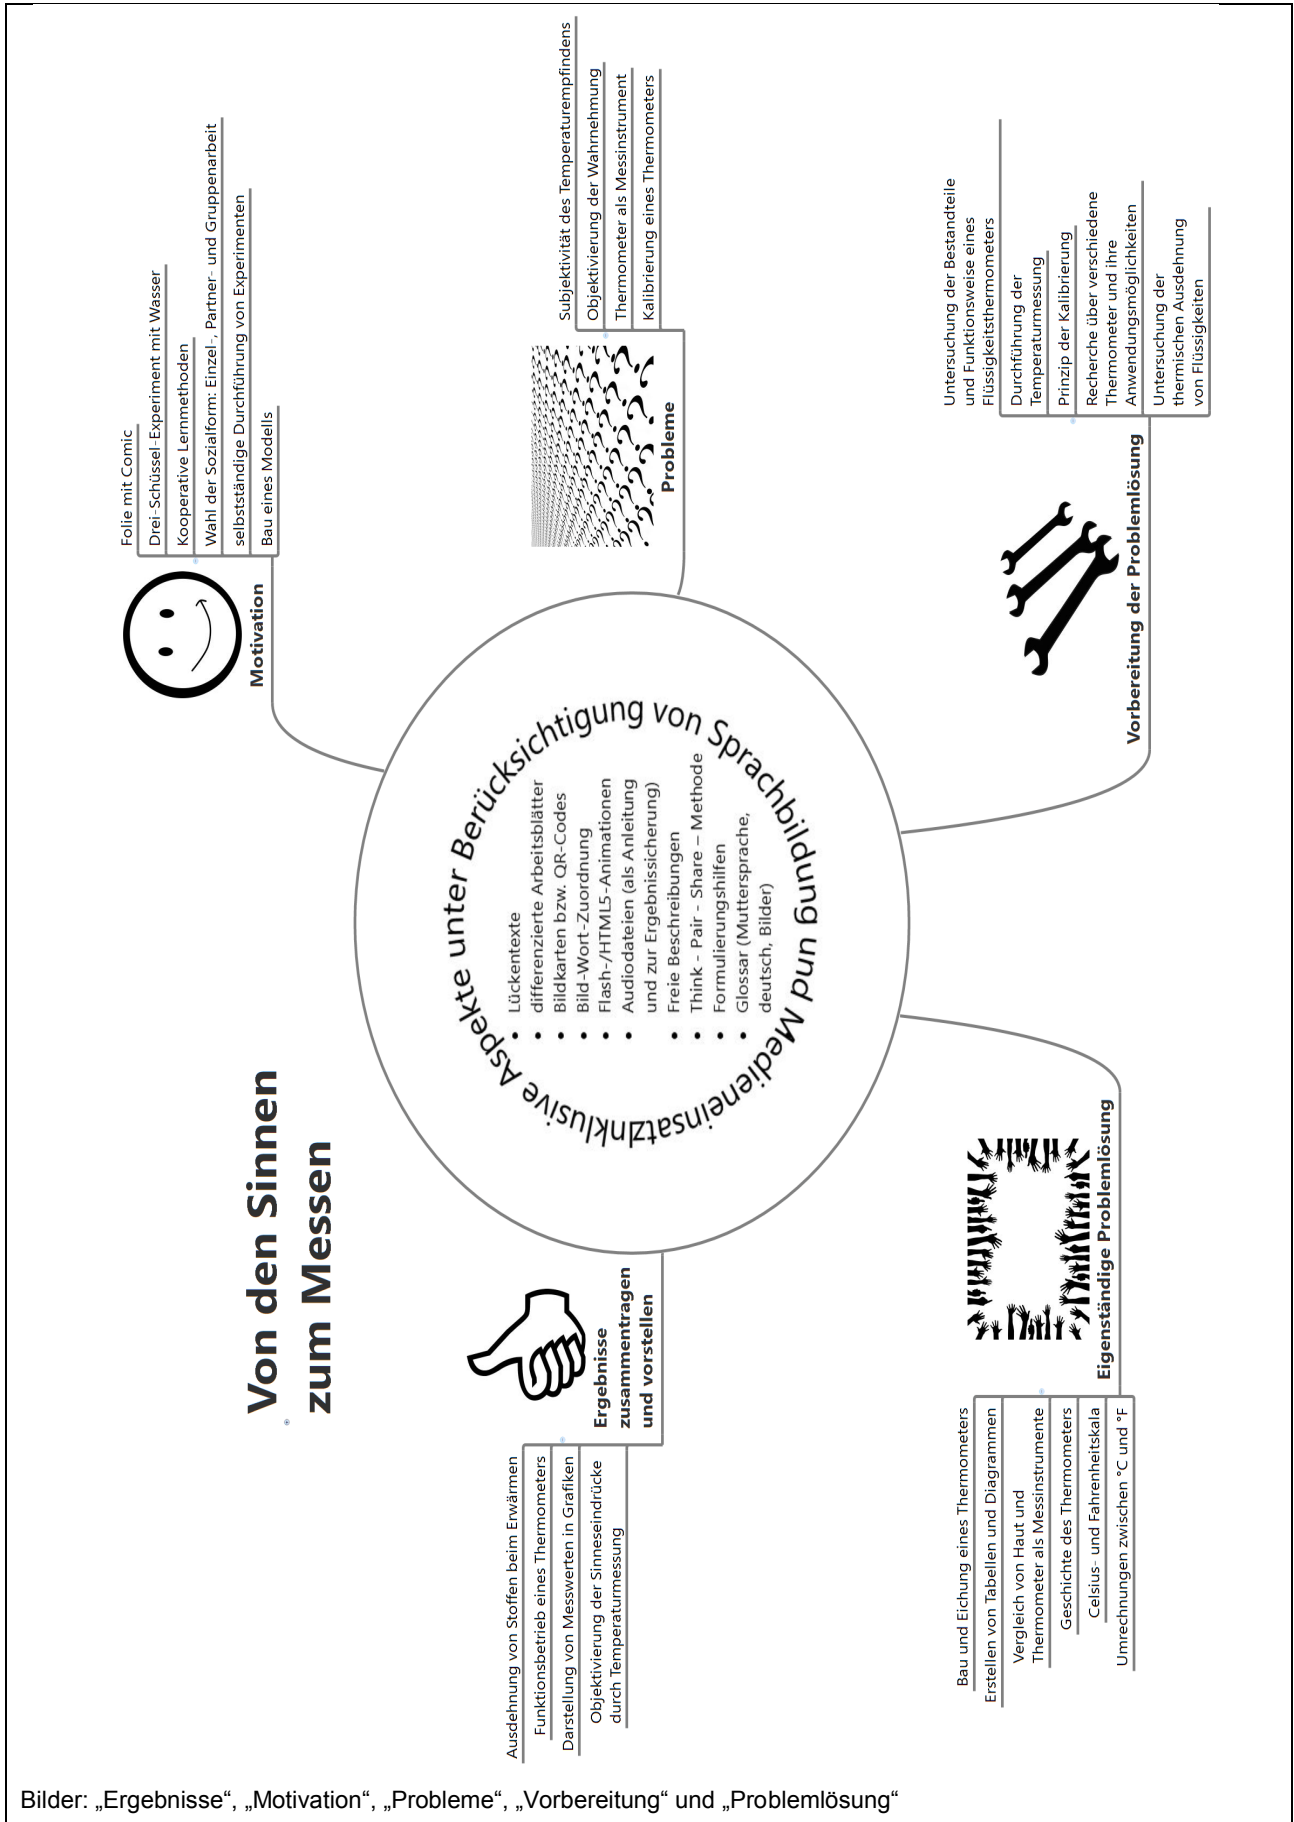 Von den Sinnen
zum Messen
Inklusive Aspekte unter Berücksichtigung von Sprachbildung und Medieneinsatz
• Lückentexte
• differenzierte Arbeitsblätter
• Bildkarten bzw. QR-Codes
• Bild-Wort-Zuordnung
• Flash-/HTML5-Animationen
• Audiodateien (als Anleitung
und zur Ergebnissicherung)
• Freie Beschreibungen
• Think - Pair - Share – Methode
• Formulierungshilfen
• Glossar (Muttersprache,
deutsch, Bilder)
Motivation
Folie mit Comic
Drei-Schüssel-Experiment mit Wasser
Kooperative Lernmethoden
Wahl der Sozialform: Einzel-, Partner- und Gruppenarbeit
selbstständige Durchführung von Experimenten
Bau eines Modells
Probleme
Subjektivität des Temperaturempfindens
Objektivierung der Wahrnehmung
Thermometer als Messinstrument
Kalibrierung eines Thermometers
Vorbereitung der Problemlösung
Untersuchung der Bestandteile
und Funktionsweise eines
Flüssigkeitsthermometers
Durchführung der
Temperaturmessung
Prinzip der Kalibrierung
Recherche über verschiedene
Thermometer und ihre
Anwendungsmöglichkeiten
Untersuchung der
thermischen Ausdehnung
von Flüssigkeiten
Eigenständige Problemlösung
Bau und Eichung eines Thermometers
Erstellen von Tabellen und Diagrammen
Vergleich von Haut und
Thermometer als Messinstrumente
Geschichte des Thermometers
Celsius- und Fahrenheitskala
Umrechnungen zwischen °C und °F
Ergebnisse
zusammentragen
und vorstellen
Ausdehnung von Stoffen beim Erwärmen
Funktionsbetrieb eines Thermometers
Darstellung von Messwerten in Grafiken
Objektivierung der Sinneseindrücke
durch Temperaturmessung
Bilder: „Ergebnisse“, „Motivation“, „Probleme“, „Vorbereitung“ und „Problemlösung“